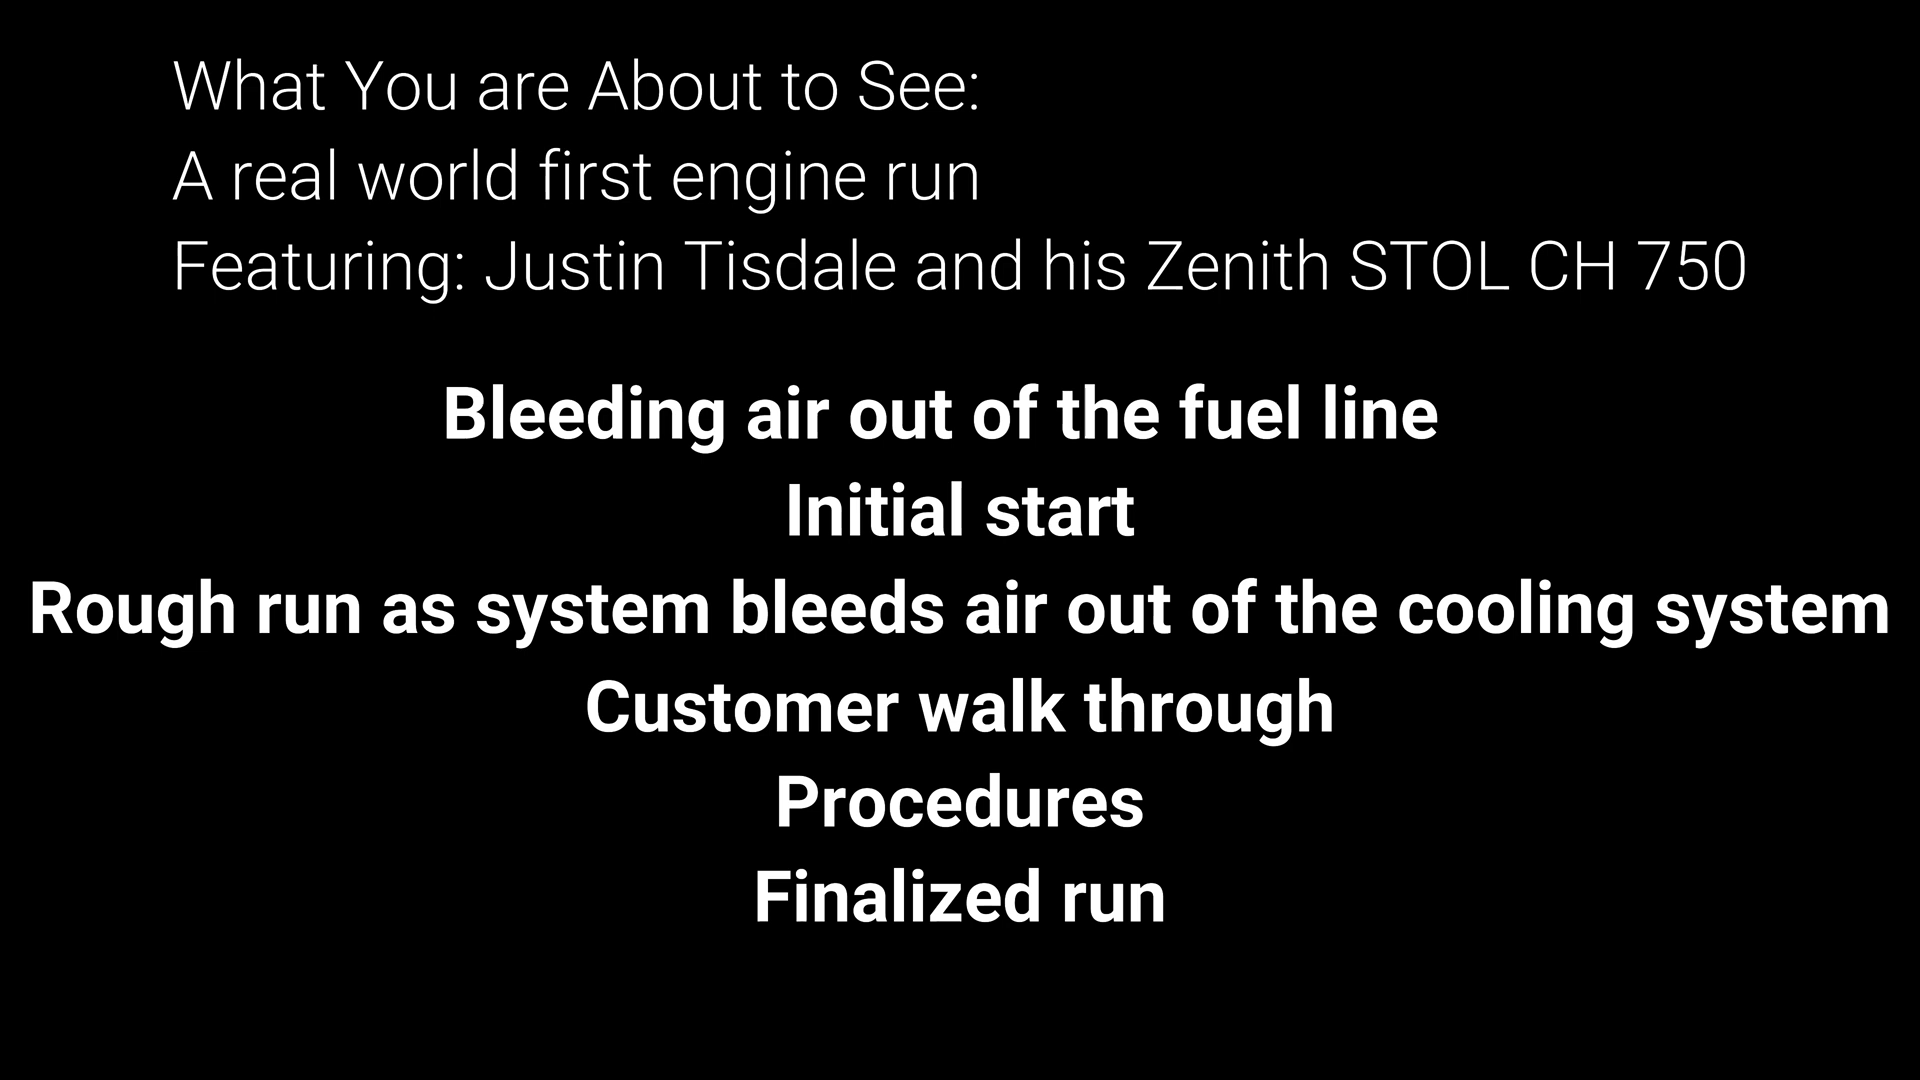 What You are About to See:
A real world first engine run
Featuring: Justin Tisdale and his Zenith STOL CH 750
Bleeding air out of the fuel line
Initial start
Rough run as system bleeds air out of the cooling system
Customer walk through
Procedures
Finalized run